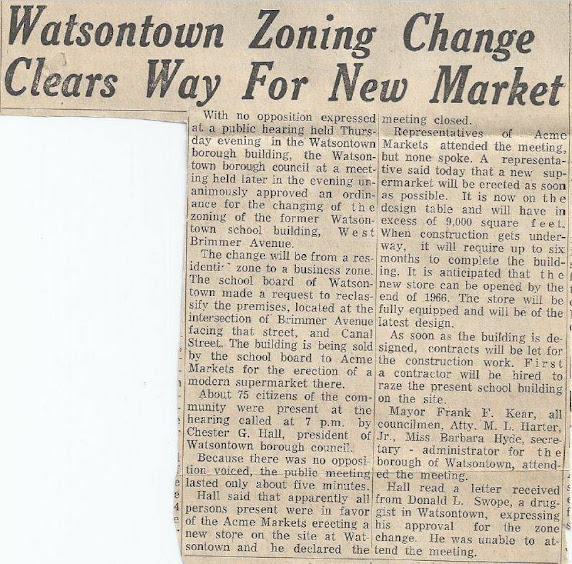 Watsontown Zoning Change
Clears Way For New Market
With no opposition expressed
at a public hearing held Thurs-
day evening in the Watsontown
borough building, the Watson-
town borough council at a meet-
ing held later in the evening un-
animously approved an ordin-
ance for the changing of the
zoning of the former Watson-
town school building, West
Brimmer Avenue.
The change will be from a re-
sidential zone to a business zone.
The school board of Watson-
town made a request to reclas-
sify the premises, located at the
intersection of Brimmer Avenue
facing that street, and Canal
Street. The building is being sold
by the school board to Acme
Markets for the erection of a
modern supermarket there.
About 75 citizens of the com-
munity were present at the
hearing called at 7 p.m. by
Chester G. Hall, president of
Watsontown borough council.
Because there was no opposi-
tion voiced, the public meeting
lasted only about five minutes.
Hall said that apparently all
persons present were in favor
of the Acme Markets erecting a
new store on the site at Wat-
sontown and he declared the
meeting closed.
Representatives of Acme
Markets attended the meeting,
but none spoke. A representa-
tive said today that a new sup-
ermarket will be erected as soon
as possible. It is now on the
design table and will have in
excess of 9,000 square feet.
When construction gets under-
way, it will require up to six
months to complete the build-
ing. It is anticipated that the
new store can be opened by the
end of 1966. The store will be
fully equipped and will be of the
latest design.
As soon as the building is de-
signed, contracts will be let for
the construction work. First
a contractor will be hired to
raze the present school building
on the site.
Mayor Frank F. Kear, all
councilmen, Atty. M. L. Harter,
Jr., Miss Barbara Hyde, secre-
tary - administrator for the
borough of Watsontown, attend-
ed the meeting.
Hall read a letter received
from Donald L. Swope, a drug-
gist in Watsontown, expressing
his approval for the zone
change. He was unable to at-
tend the meeting.